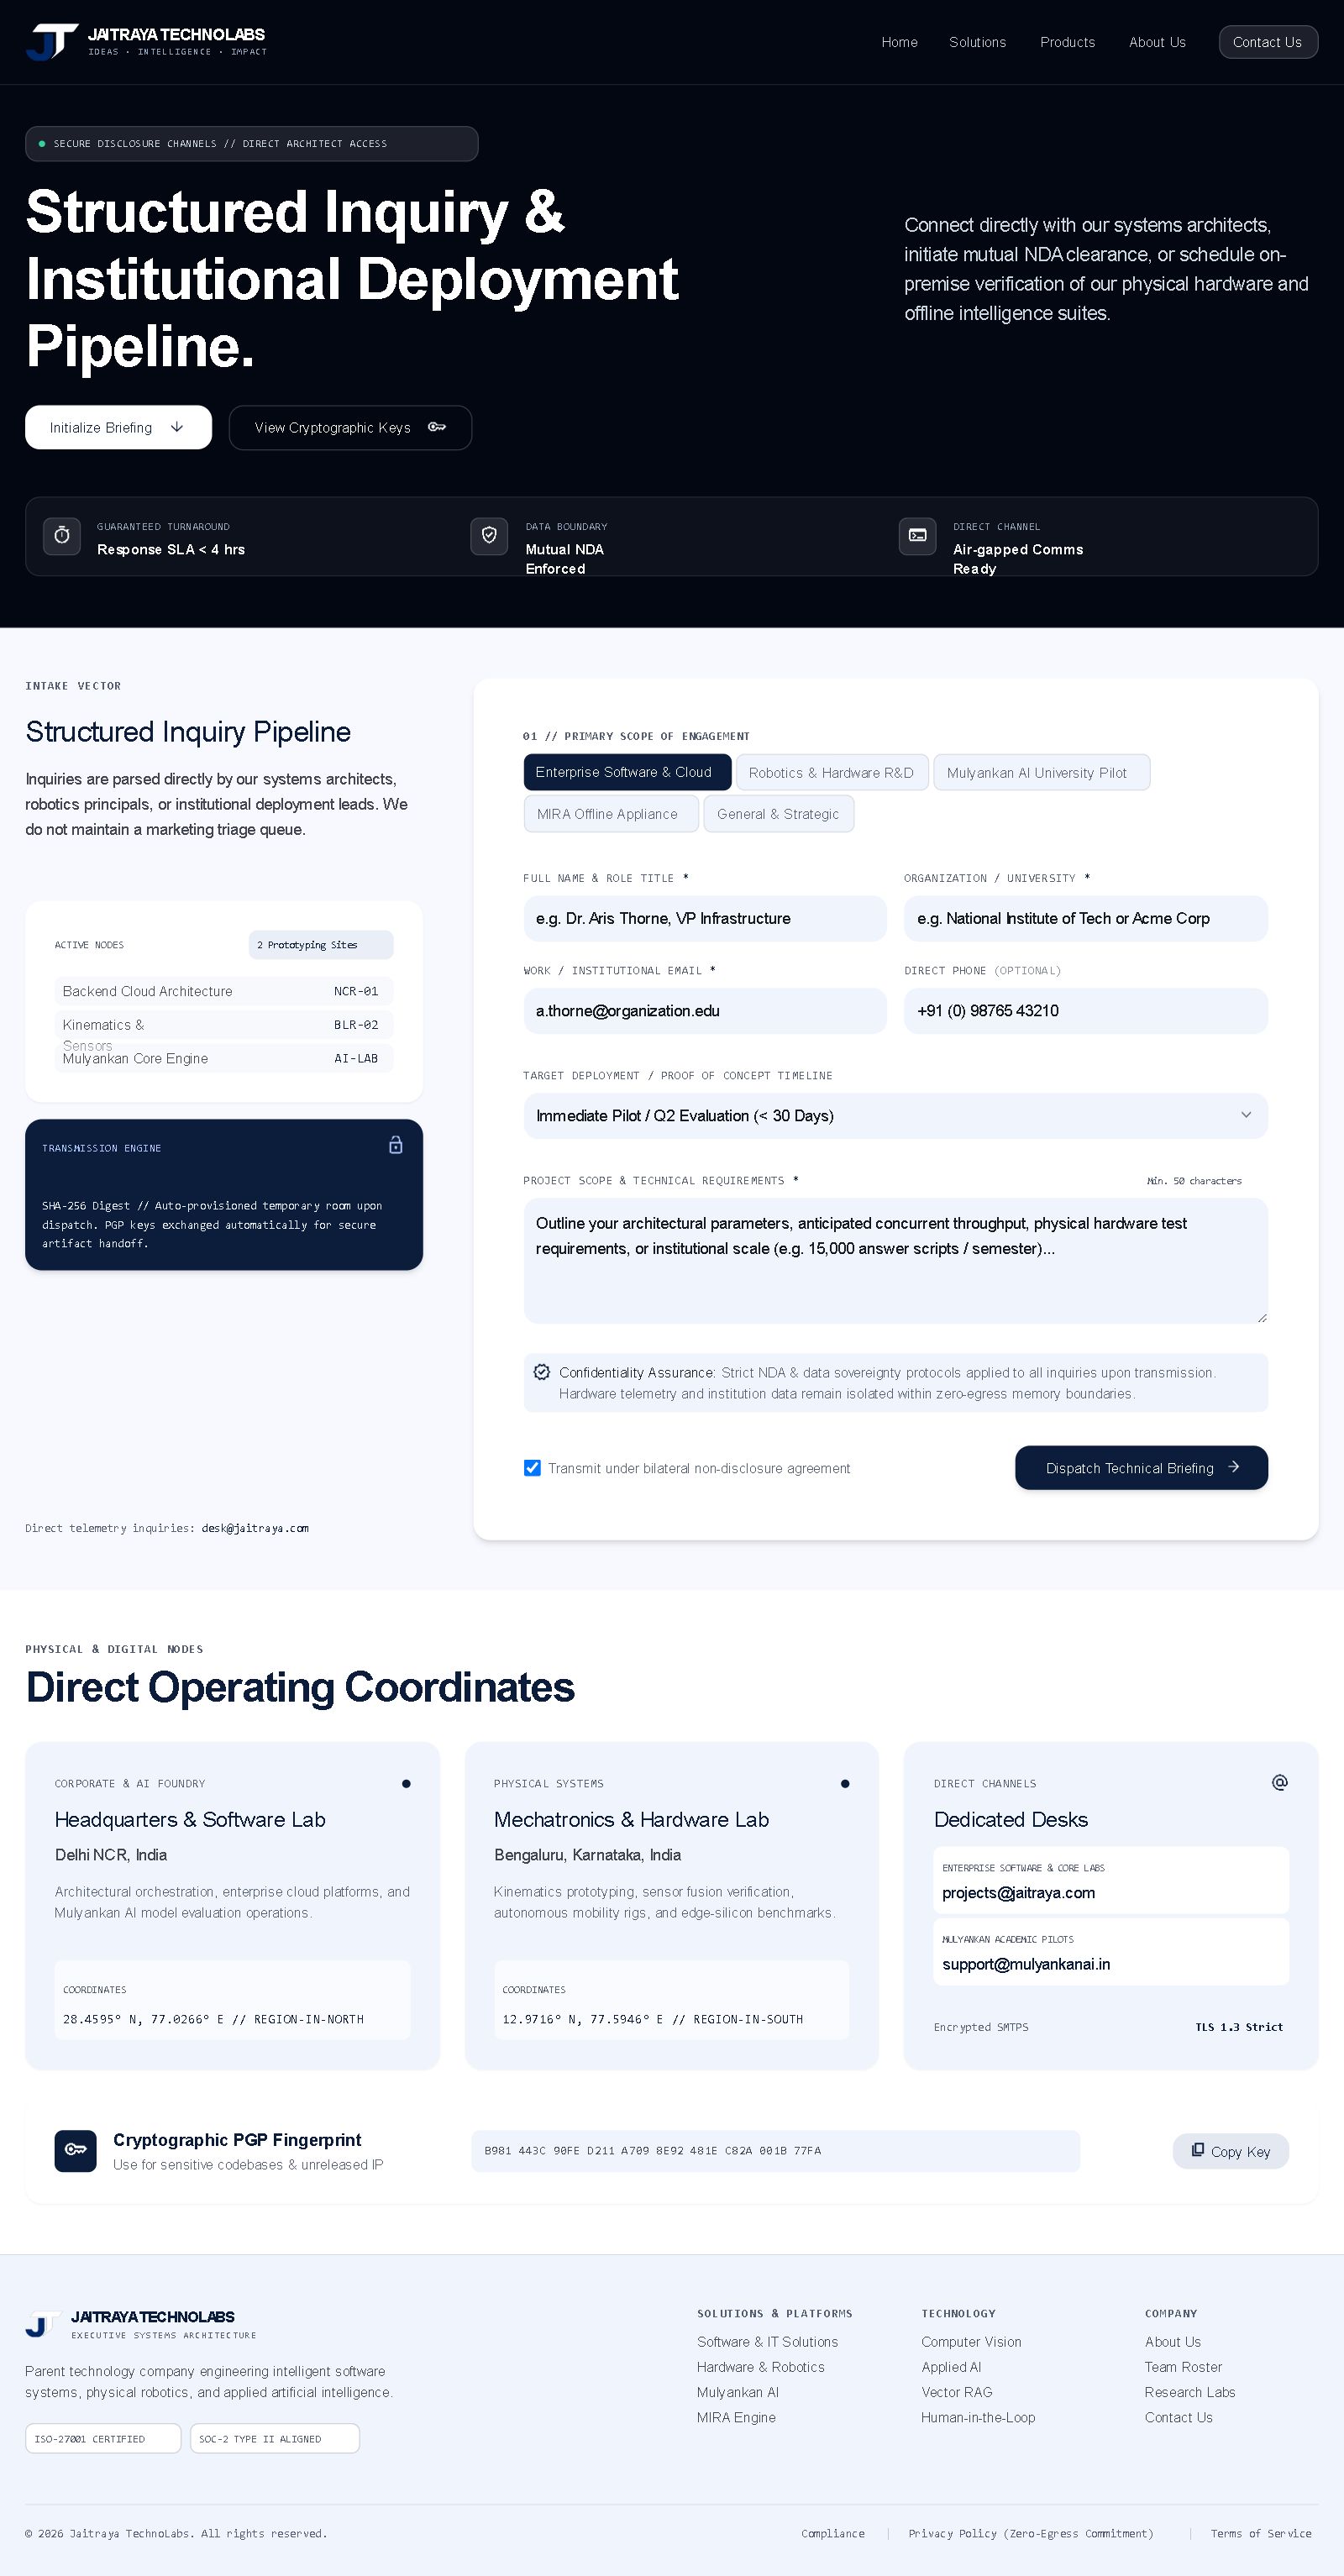 JAITRAYA TECHNOLABS
IDEAS · INTELLIGENCE · IMPACT
Home
Solutions
Products
About Us
Contact Us
SECURE DISCLOSURE CHANNELS // DIRECT ARCHITECT ACCESS
Structured Inquiry &
Institutional Deployment
Pipeline.
Connect directly with our systems architects,
initiate mutual NDA clearance, or schedule on-
premise verification of our physical hardware and
offline intelligence suites.
Initialize Briefing
View Cryptographic Keys
GUARANTEED TURNAROUND
Response SLA < 4 hrs
DATA BOUNDARY
Mutual NDA
Enforced
DIRECT CHANNEL
Air-gapped Comms
Ready
INTAKE VECTOR
Structured Inquiry Pipeline
Inquiries are parsed directly by our systems architects,
robotics principals, or institutional deployment leads. We
do not maintain a marketing triage queue.
ACTIVE NODES
2 Prototyping Sites
Backend Cloud Architecture
NCR-01
Kinematics &
Sensors
BLR-02
Mulyankan Core Engine
AI-LAB
TRANSMISSION ENGINE
SHA-256 Digest // Auto-provisioned temporary room upon
dispatch. PGP keys exchanged automatically for secure
artifact handoff.
Direct telemetry inquiries: desk@jaitraya.com
01 // PRIMARY SCOPE OF ENGAGEMENT
Enterprise Software & Cloud
Robotics & Hardware R&D
Mulyankan AI University Pilot
MIRA Offline Appliance
General & Strategic
FULL NAME & ROLE TITLE *
e.g. Dr. Aris Thorne, VP Infrastructure
ORGANIZATION / UNIVERSITY *
e.g. National Institute of Tech or Acme Corp
WORK / INSTITUTIONAL EMAIL *
a.thorne@organization.edu
DIRECT PHONE (OPTIONAL)
+91 (0) 98765 43210
TARGET DEPLOYMENT / PROOF OF CONCEPT TIMELINE
Immediate Pilot / Q2 Evaluation (< 30 Days)
PROJECT SCOPE & TECHNICAL REQUIREMENTS *
Min. 50 characters
Outline your architectural parameters, anticipated concurrent throughput, physical hardware test
requirements, or institutional scale (e.g. 15,000 answer scripts / semester)...
Confidentiality Assurance: Strict NDA & data sovereignty protocols applied to all inquiries upon transmission.
Hardware telemetry and institution data remain isolated within zero-egress memory boundaries.
Transmit under bilateral non-disclosure agreement
Dispatch Technical Briefing
PHYSICAL & DIGITAL NODES
Direct Operating Coordinates
CORPORATE & AI FOUNDRY
Headquarters & Software Lab
Delhi NCR, India
Architectural orchestration, enterprise cloud platforms, and
Mulyankan AI model evaluation operations.
COORDINATES
28.4595° N, 77.0266° E // REGION-IN-NORTH
PHYSICAL SYSTEMS
Mechatronics & Hardware Lab
Bengaluru, Karnataka, India
Kinematics prototyping, sensor fusion verification,
autonomous mobility rigs, and edge-silicon benchmarks.
COORDINATES
12.9716° N, 77.5946° E // REGION-IN-SOUTH
DIRECT CHANNELS
Dedicated Desks
ENTERPRISE SOFTWARE & CORE LABS
projects@jaitraya.com
MULYANKAN ACADEMIC PILOTS
support@mulyankanai.in
Encrypted SMTPS
TLS 1.3 Strict
Cryptographic PGP Fingerprint
Use for sensitive codebases & unreleased IP
B981 443C 90FE D211 A709 8E92 481E C82A 001B 77FA
Copy Key
JAITRAYA TECHNOLABS
EXECUTIVE SYSTEMS ARCHITECTURE
Parent technology company engineering intelligent software
systems, physical robotics, and applied artificial intelligence.
ISO-27001 CERTIFIED
SOC-2 TYPE II ALIGNED
SOLUTIONS & PLATFORMS
Software & IT Solutions
Hardware & Robotics
Mulyankan AI
MIRA Engine
TECHNOLOGY
Computer Vision
Applied AI
Vector RAG
Human-in-the-Loop
COMPANY
About Us
Team Roster
Research Labs
Contact Us
© 2026 Jaitraya TechnoLabs. All rights reserved.
Compliance
Privacy Policy (Zero-Egress Commitment)
Terms of Service